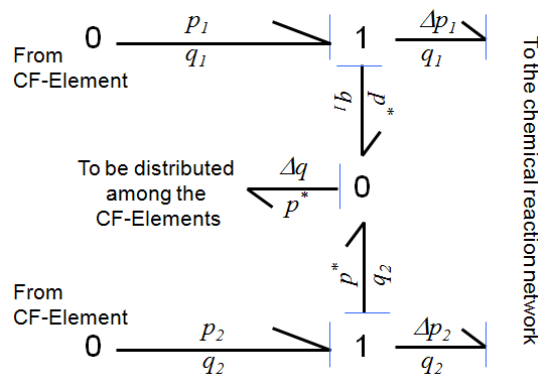 0
p1
q1
1
Δp1
q1
From
CF-Element
q1
p*
To be distributed
among the
CF-Elements
Δq
p*
0
p*
q2
From
CF-Element
0
p2
q2
1
Δp2
q2
To the chemical reaction network